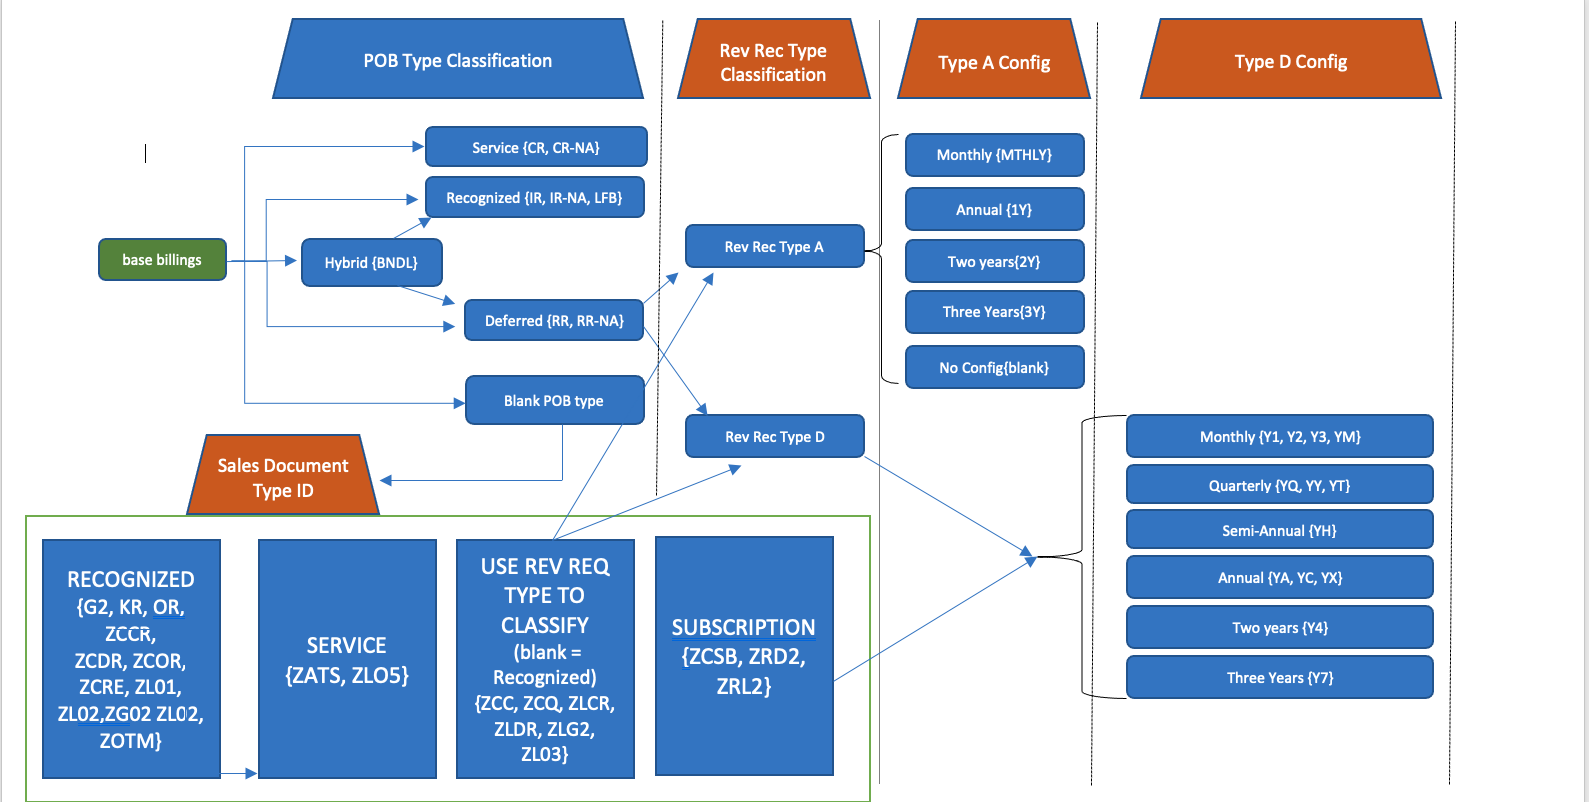 POB Type Classification
Rev Rec Type
Classification
Type A Config
Type D Config
Service {CR, CR-NA}
Recognized {IR, IR-NA, LFB}
base billings
Hybrid {BNDL}
Deferred {RR, RR-NA}
Blank POB type
Rev Rec Type A
Rev Rec Type D
Monthly {MTHLY}
Annual {1Y}
Two years{2Y}
Three Years{3Y}
No Config{blank}
Monthly {Y1, Y2, Y3, YM}
Quarterly {YQ, YY, YT}
Semi-Annual {YH}
Annual {YA, YC, YX}
Two years {Y4}
Three Years {Y7}
Sales Document
Type ID
RECOGNIZED
{G2, KR, OR,
ZCCR,
ZCDR, ZCOR,
ZCRE, ZL01,
ZL02,ZG02 ZL02,
ZOTM}
SERVICE
{ZATS, ZLO5}
USE REV REQ
TYPE TO
CLASSIFY
(blank =
Recognized)
{ZCC, ZCQ, ZLCR,
ZLDR, ZLG2,
ZL03}
SUBSCRIPTION
{ZCSB, ZRD2,
ZRL2}